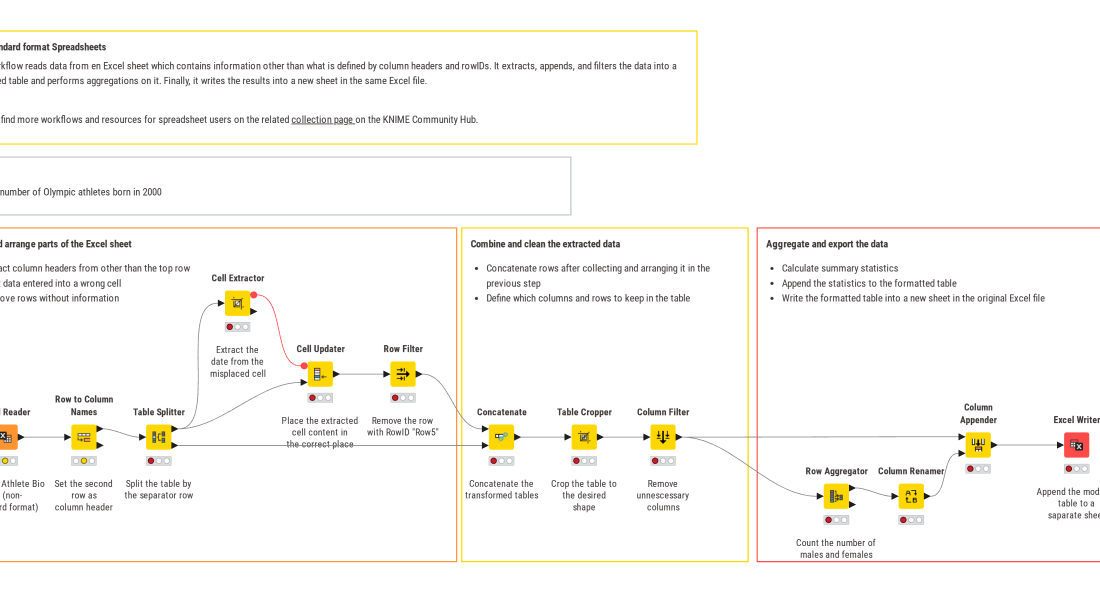 ndard format Spreadsheets
rkflow reads data from en Excel sheet which contains information other than what is defined by column headers and rowIDs. It extracts, appends, and filters the data into a
ed table and performs aggregations on it. Finally, it writes the results into a new sheet in the same Excel file.
find more workflows and resources for spreadsheet users on the related collection page on the KNIME Community Hub.
number of Olympic athletes born in 2000
d arrange parts of the Excel sheet
act column headers from other than the top row
t data entered into a wrong cell
ove rows without information
Cell Extractor
Extract the
date from the
misplaced cell
Cell Updater
Place the extracted
cell content in
the correct place
Row Filter
Remove the row
with RowID "Row5"
l Reader
Athlete Bio
(non-
rd format)
Row to Column
Names
Set the second
row as
column header
Table Splitter
Split the table by
the separator row
Combine and clean the extracted data
• Concatenate rows after collecting and arranging it in the
previous step
• Define which columns and rows to keep in the table
Concatenate
Concatenate the
transformed tables
Table Cropper
Crop the table to
the desired
shape
Column Filter
Remove
unnescessary
columns
Aggregate and export the data
• Calculate summary statistics
• Append the statistics to the formatted table
• Write the formatted table into a new sheet in the original Excel file
Row Aggregator
Count the number of
males and females
Column Renamer
Column
Appender
Excel Writer
Append the mod
table to a
saparate shee